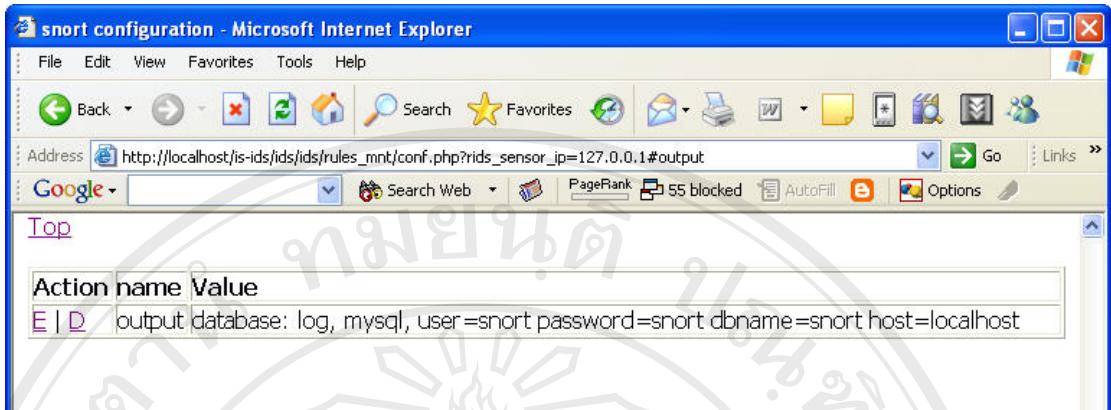 snort configuration - Microsoft Internet Explorer
File Edit View Favorites Tools Help
Back Search Favorites
Address http://localhost/is-ids/ids/ids/rules_mnt/conf.php?rids_sensor_ip=127.0.0.1#output Go Links »
Google Search Web PageRank 55 blocked AutoFill Options
Top
Action name Value
E | D output database: log, mysql, user=snort password=snort dbname=snort host=localhost